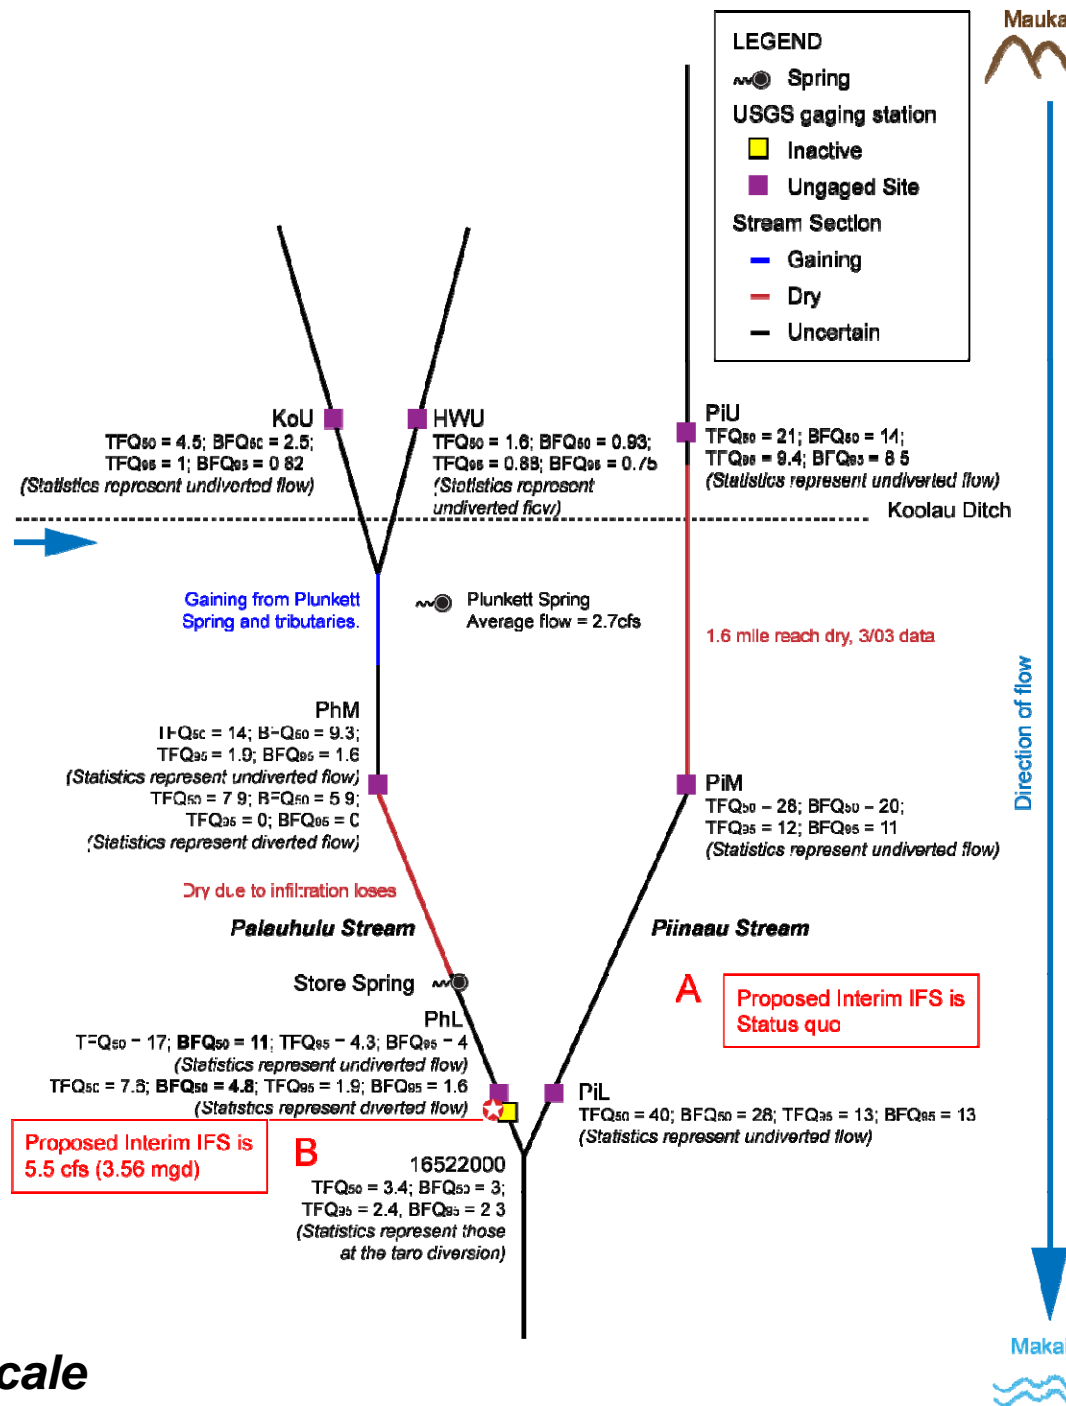 Mauka
LEGEND
Spring
USGS gaging station
Inactive
Ungaged Site
Stream Section
Gaining
Dry
Uncertain
KoU
TFQ50 = 4.5; BFQ50 = 2.5;
TFQ95 = 1; BFQ95 = 0 82
(Statistics represent undiverted flow)
HWU
TFQ50 = 1.6; BFQ50 = 0.93;
TFQ95 = 0.88; BFQ95 = 0.75
(Statistics represent
undiverted flow)
PiU
TFQ50 = 21; BFQ50 = 14;
TFQ95 = 9.4; BFQ95 = 8 5
(Statistics represent undiverted flow)
Koolau Ditch
Gaining from Plunkett
Spring and tributaries.
Plunkett Spring
Average flow = 2.7cfs
1.6 mile reach dry, 3/03 data
Direction of flow
PhM
TFQ50 = 14; BFQ50 = 9.3;
TFQ95 = 1.9; BFQ95 = 1.6
(Statistics represent undiverted flow)
TFQ50 = 7 9; BFQ50 = 5 9;
TFQ95 = 0; BFQ95 = 0
(Statistics represent diverted flow)
PiM
TFQ50 = 28; BFQ50 = 20;
TFQ95 = 12; BFQ95 = 11
(Statistics represent undiverted flow)
Dry due to infiltration loses
Palauhulu Stream
Piinaau Stream
Store Spring
A
Proposed Interim IFS is
Status quo
PhL
TFQ50 = 17; BFQ50 = 11; TFQ95 = 4.3; BFQ95 = 4
(Statistics represent undiverted flow)
TFQ50 = 7.6; BFQ50 = 4.8; TFQ95 = 1.9; BFQ95 = 1.6
(Statistics represent diverted flow)
PiL
TFQ50 = 40; BFQ50 = 28; TFQ95 = 13; BFQ95 = 13
(Statistics represent undiverted flow)
Proposed Interim IFS is
5.5 cfs (3.56 mgd)
B
16522000
TFQ50 = 3.4; BFQ50 = 3;
TFQ95 = 2.4, BFQ95 = 2 3
(Statistics represent those
at the taro diversion)
Makai
cale